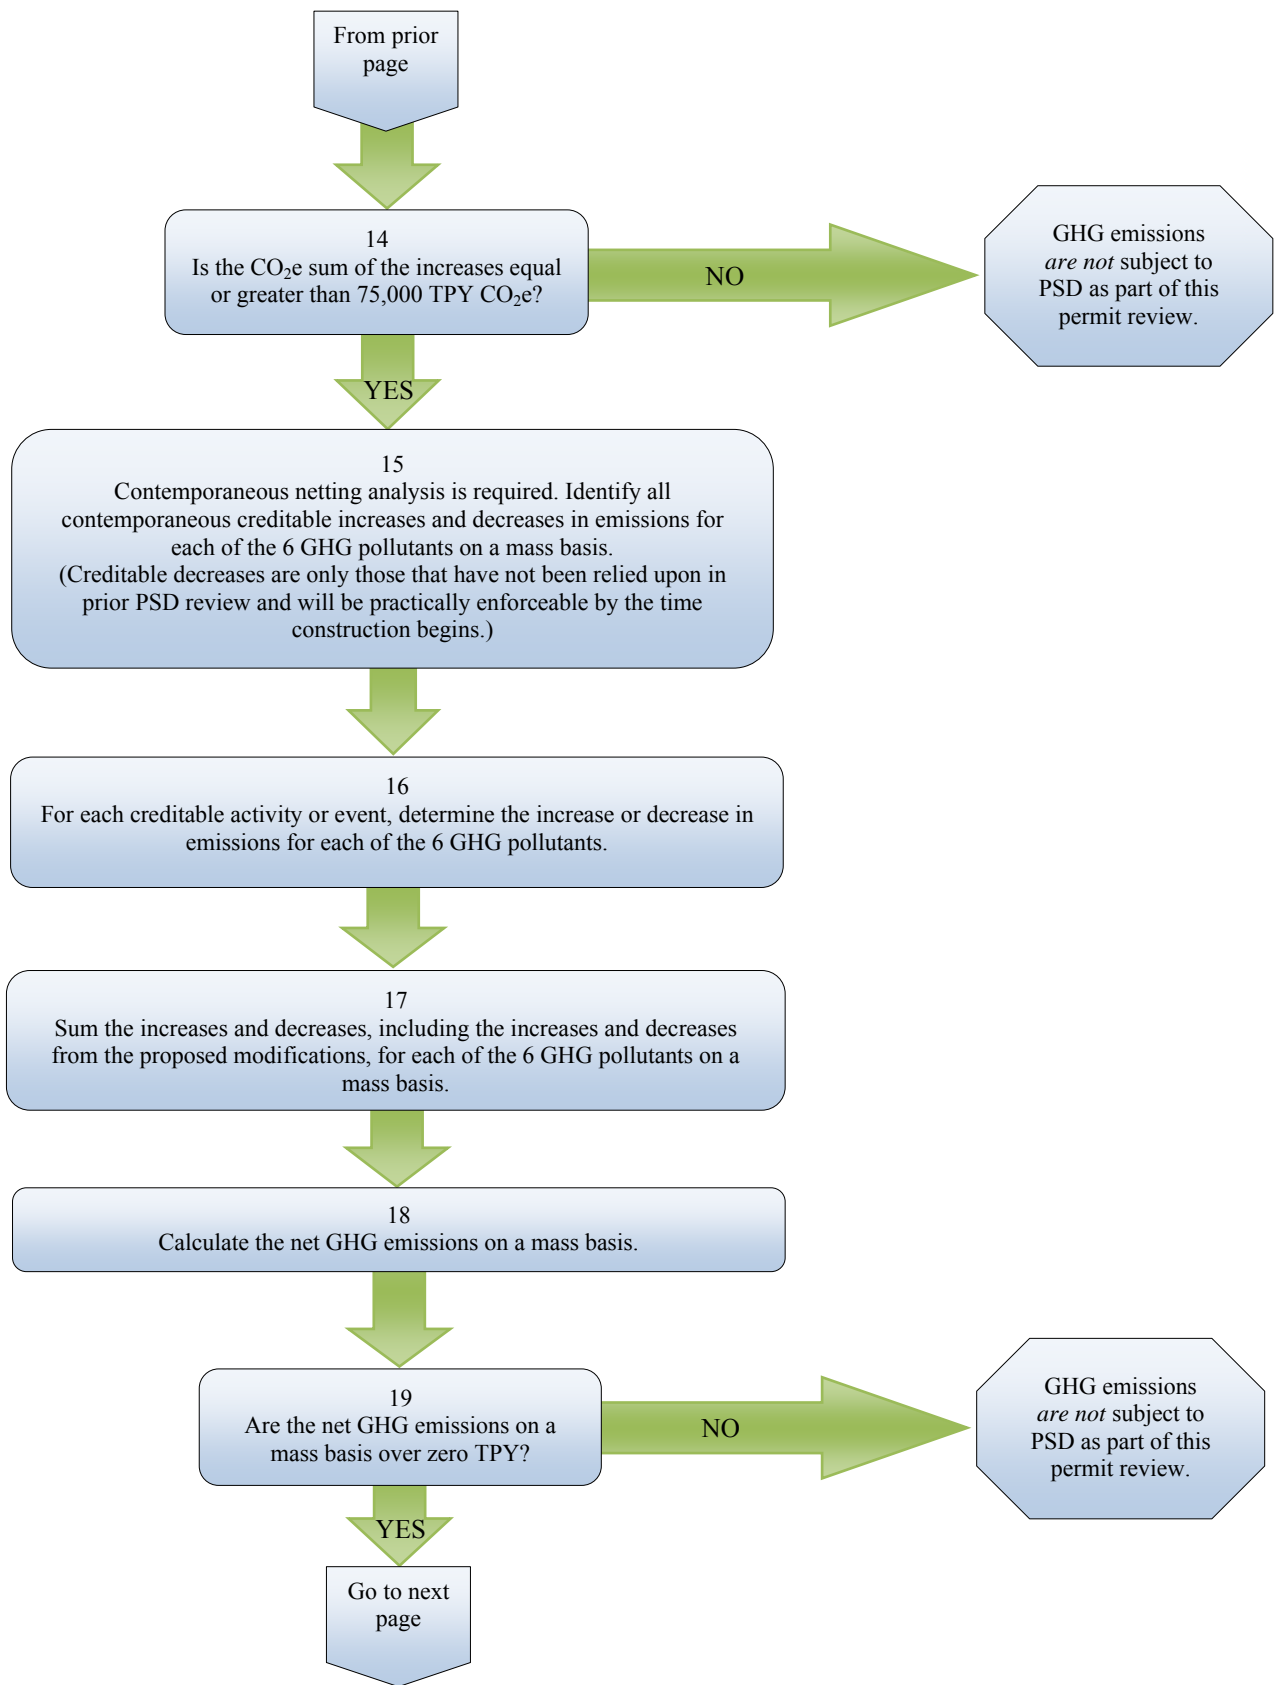 From prior
page
14
Is the CO₂e sum of the increases equal
or greater than 75,000 TPY CO₂e?
NO
GHG emissions
are not subject to
PSD as part of this
permit review.
YES
15
Contemporaneous netting analysis is required. Identify all
contemporaneous creditable increases and decreases in emissions for
each of the 6 GHG pollutants on a mass basis.
(Creditable decreases are only those that have not been relied upon in
prior PSD review and will be practically enforceable by the time
construction begins.)
16
For each creditable activity or event, determine the increase or decrease in
emissions for each of the 6 GHG pollutants.
17
Sum the increases and decreases, including the increases and decreases
from the proposed modifications, for each of the 6 GHG pollutants on a
mass basis.
18
Calculate the net GHG emissions on a mass basis.
19
Are the net GHG emissions on a
mass basis over zero TPY?
NO
GHG emissions
are not subject to
PSD as part of this
permit review.
YES
Go to next
page